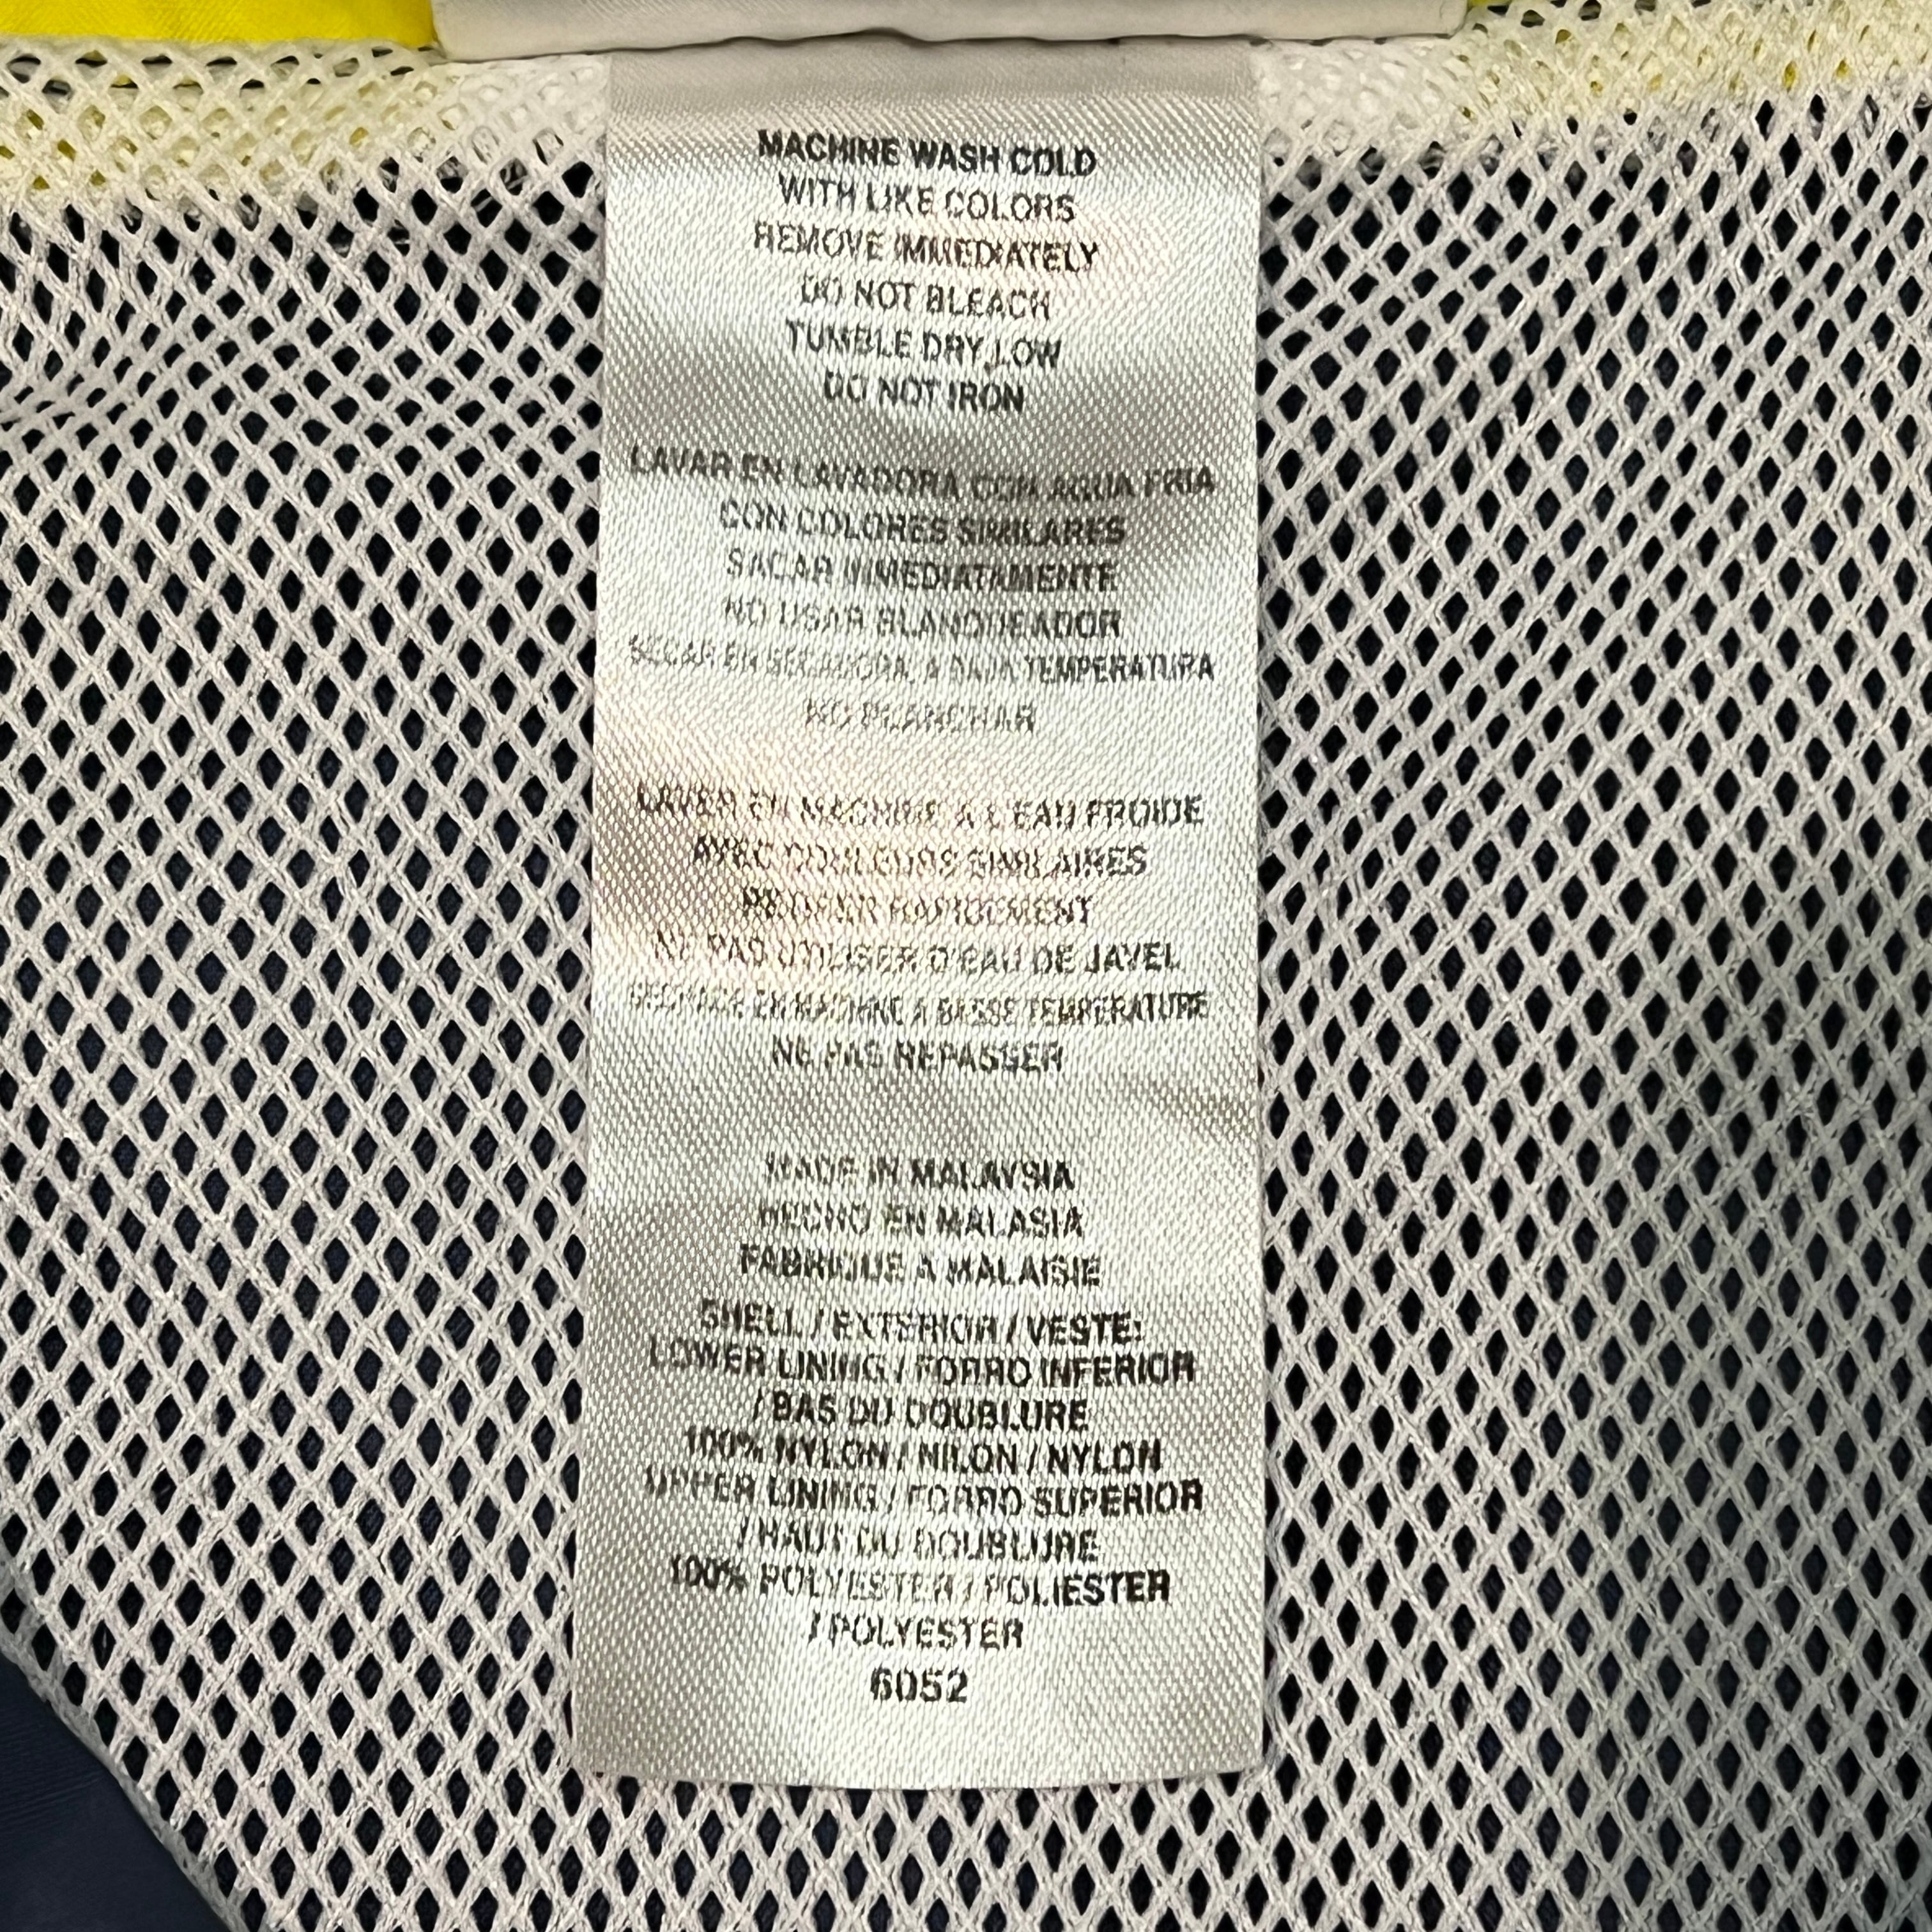 MACHINE WASH COLD
WITH LIKE COLORS
REMOVE IMMEDIATELY
DO NOT BLEACH
TUMBLE DRY, LOW
DO NOT IRON
LAVAR EN LAVADORA CON AGUA FRIA
CON COLORES SIMILARES
SACAR INMEDIATAMENTE
NO USAR BLANQUEADOR
SECAR EN SECADORA, A BAJA TEMPERATURA
NO PLANCHAR
LAVER EN MACHINE A L'EAU FROIDE
AVEC COULEURS SIMILAIRES
RETIRER RAPIDEMENT
NE PAS UTILISER D'EAU DE JAVEL
SECHAGE EN MACHINE A BASSE TEMPERATURE
NE PAS REPASSER
MADE IN MALAYSIA
HECHO EN MALASIA
FABRIQUE A MALAISIE
SHELL / EXTERIOR / VESTE:
LOWER LINING / FORRO INFERIOR
/ BAS DU DOUBLURE
100% NYLON / NILON / NYLON
UPPER LINING / FORRO SUPERIOR
/ HAUT DU DOUBLURE
100% POLYESTER / POLIESTER
/ POLYESTER
6052